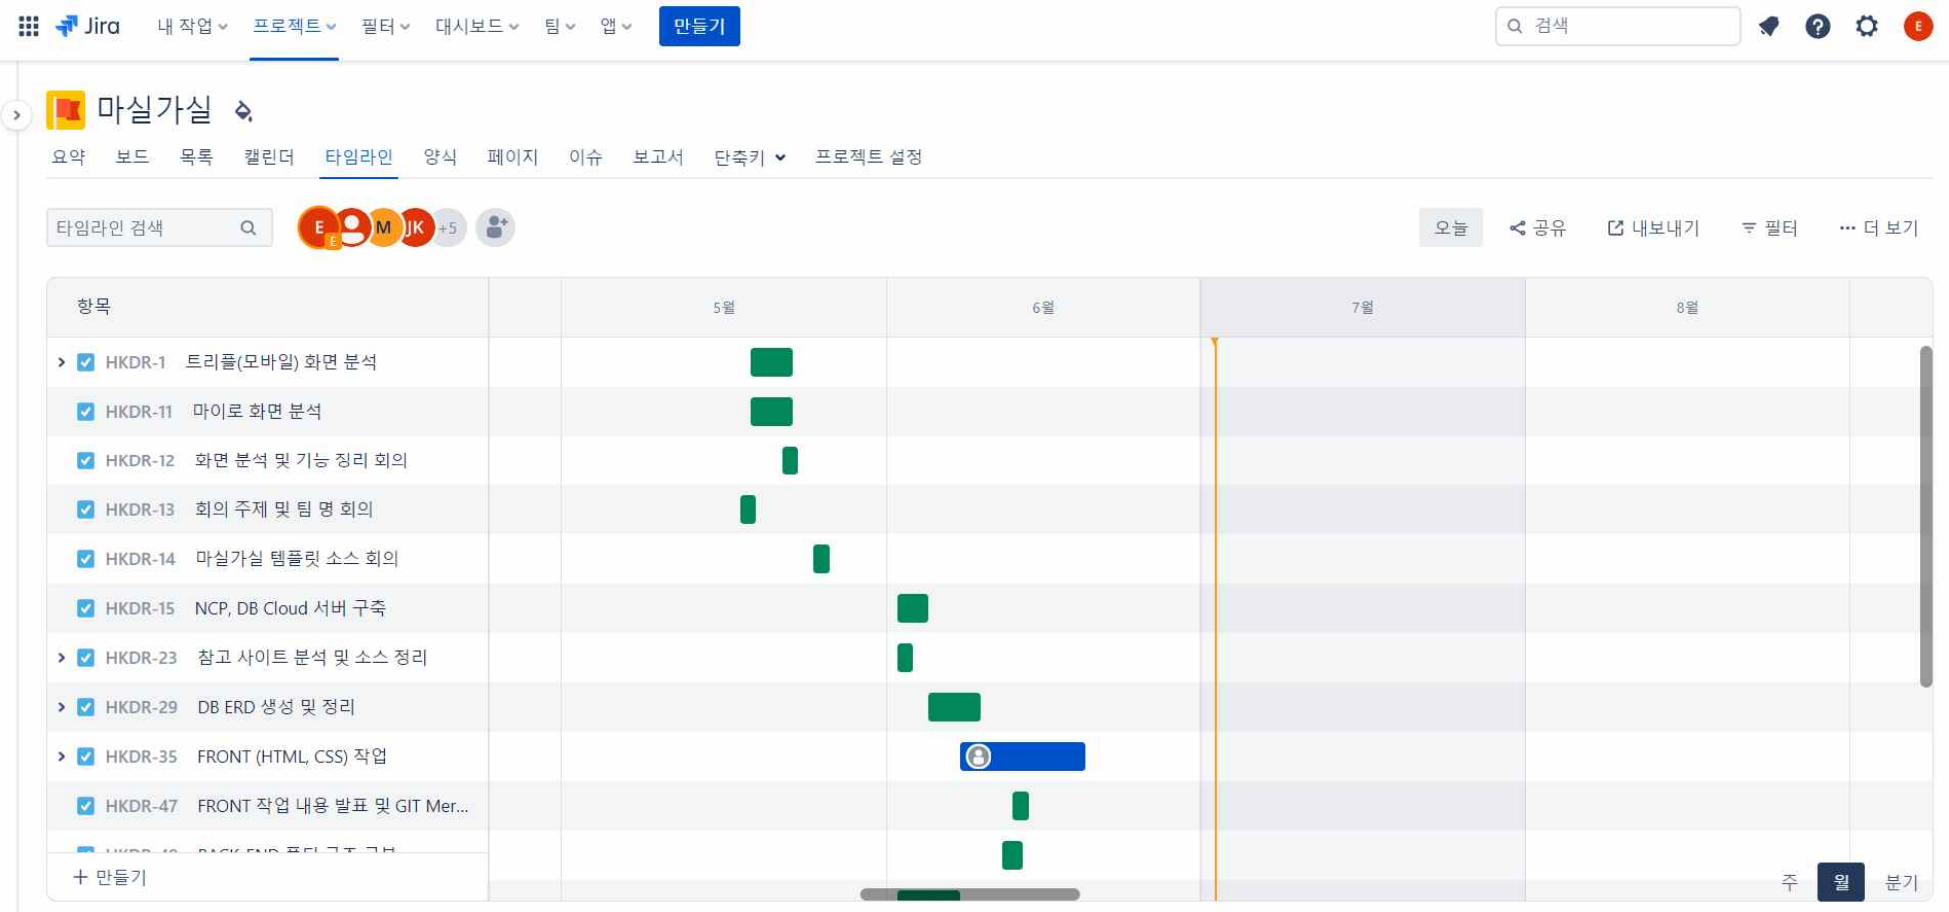 Jira 내 작업 프로젝트 필터 대시보드 팀 앱 만들기 검색 E
마실가실
요약 보드 목록 캘린더 타임라인 양식 페이지 이슈 보고서 단축키 프로젝트 설정
타임라인 검색 E E M JK +5 오늘 공유 내보내기 필터 ··· 더 보기
항목 5월 6월 7월 8월
HKDR-1 트리플(모바일) 화면 분석
HKDR-11 마이로 화면 분석
HKDR-12 화면 분석 및 기능 정리 회의
HKDR-13 회의 주제 및 팀 명 회의
HKDR-14 마실가실 템플릿 소스 회의
HKDR-15 NCP, DB Cloud 서버 구축
HKDR-23 참고 사이트 분석 및 소스 정리
HKDR-29 DB ERD 생성 및 정리
HKDR-35 FRONT (HTML, CSS) 작업
HKDR-47 FRONT 작업 내용 발표 및 GIT Mer...
+ 만들기
주 월 분기